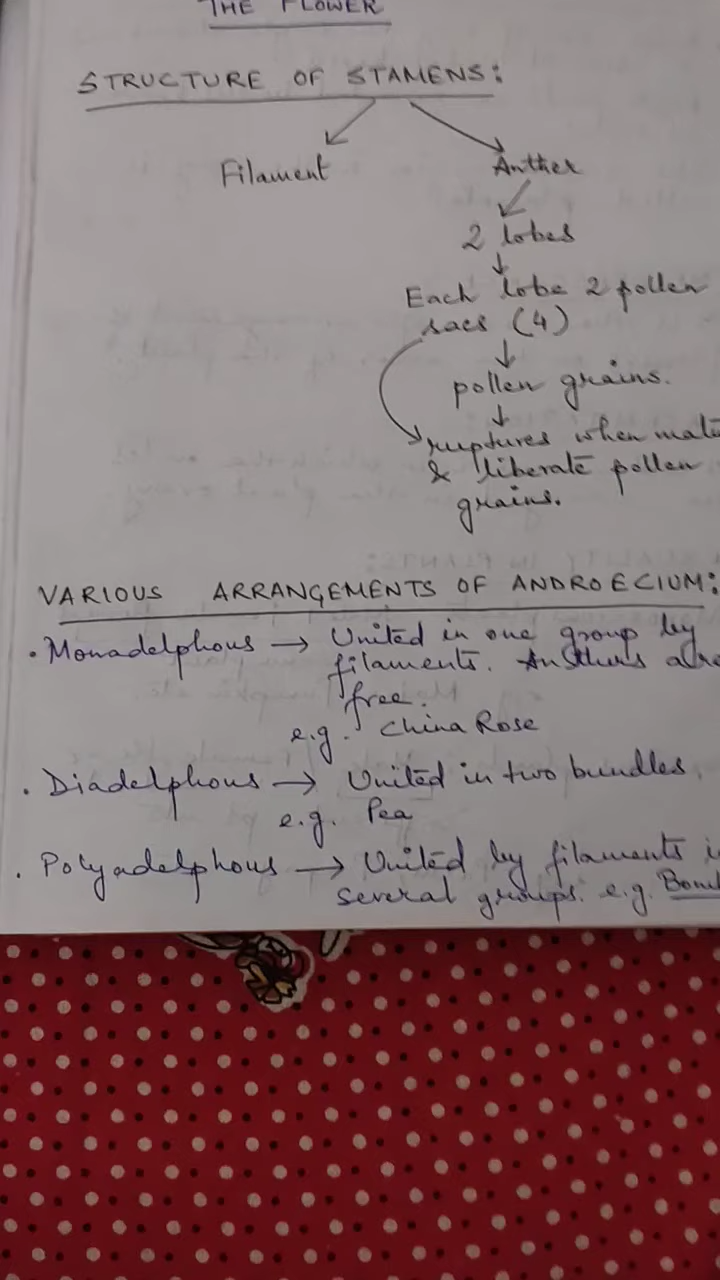 THE FLOWER
STRUCTURE OF STAMENS:
Filament
Anther
2 lobes
Each lobe 2 pollen
sacs (4)
pollen grains.
ruptures when
& liberate pollen
grains.
VARIOUS ARRANGEMENTS OF ANDROECIUM:
• Monadelphous → United in one group by
filaments. Anthers are
free.
e.g. China Rose
• Diadelphous → United in two bundles
e.g. Pea
• Polyadelphous → United by filaments
several groups. e.g.